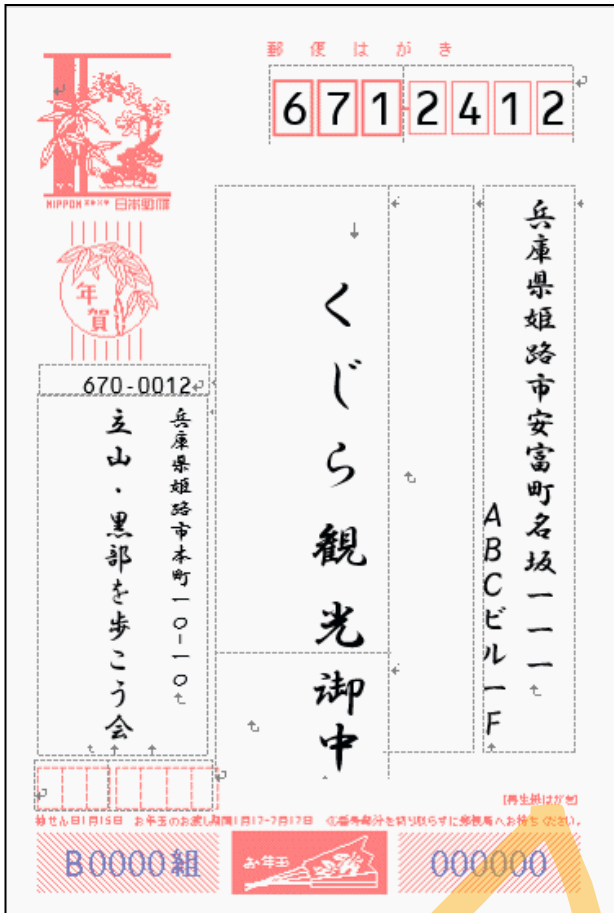 郵便はがき
6712412
NIPPON
日本郵便
年賀
兵庫県姫路市安富町名坂一ー一
ABCビル一F
くじら観光御中
670-0012
兵庫県姫路市本町一〇ー一〇
立山・黒部を歩こう会
[再生紙はがき]
抽せん日1月15日 お年玉のお渡し期間1月17-7月17日
B0000組
お年玉
000000